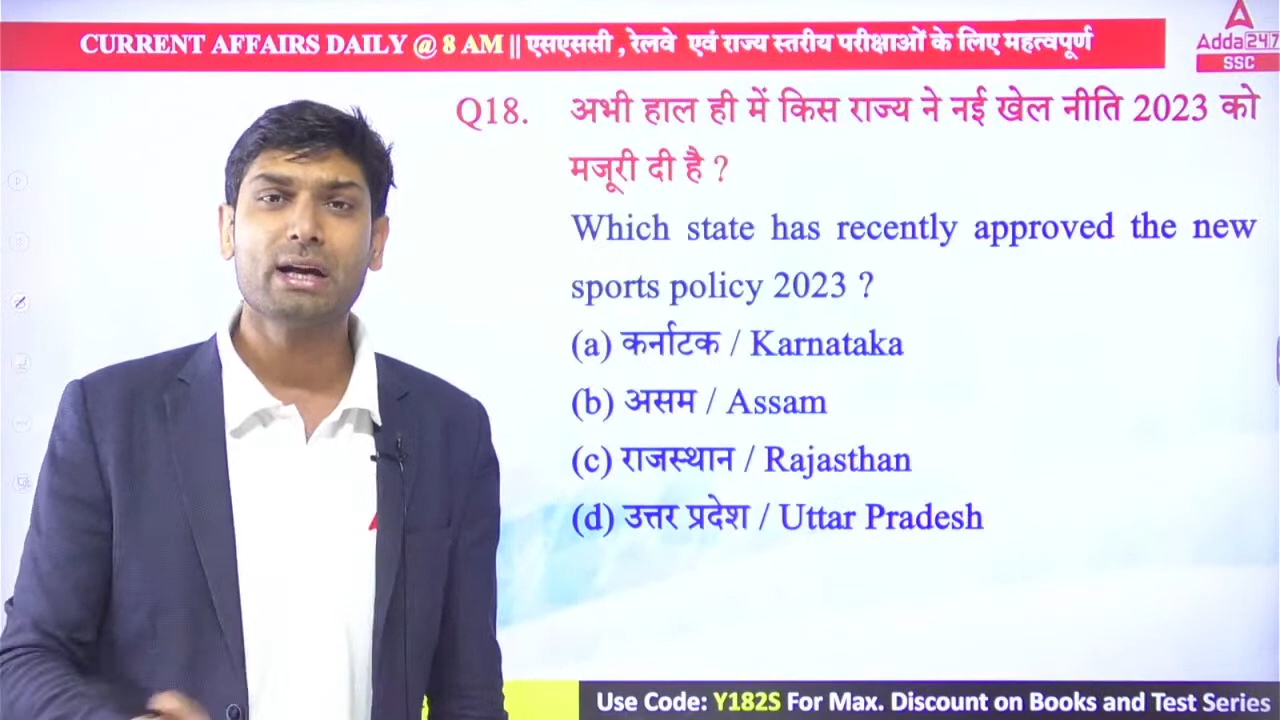 CURRENT AFFAIRS DAILY @ 8 AM || एसएससी , रेलवे एवं राज्य स्तरीय परीक्षाओं के लिए महत्वपूर्ण
Adda247
SSC
Q18. अभी हाल ही में किस राज्य ने नई खेल नीति 2023 को
मजूरी दी है ?
Which state has recently approved the new
sports policy 2023 ?
(a) कर्नाटक / Karnataka
(b) असम / Assam
(c) राजस्थान / Rajasthan
(d) उत्तर प्रदेश / Uttar Pradesh
Use Code: Y182S For Max. Discount on Books and Test Series